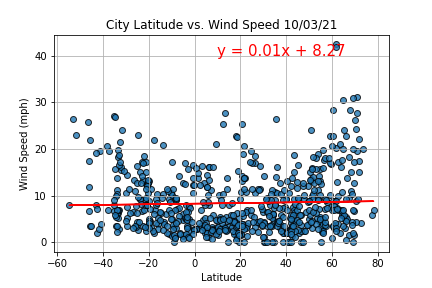 City Latitude vs. Wind Speed 10/03/21
y = 0.01x + 8.27
40
30
20
10
0
Wind Speed (mph)
−60 −40 −20 0 20 40 60 80
Latitude